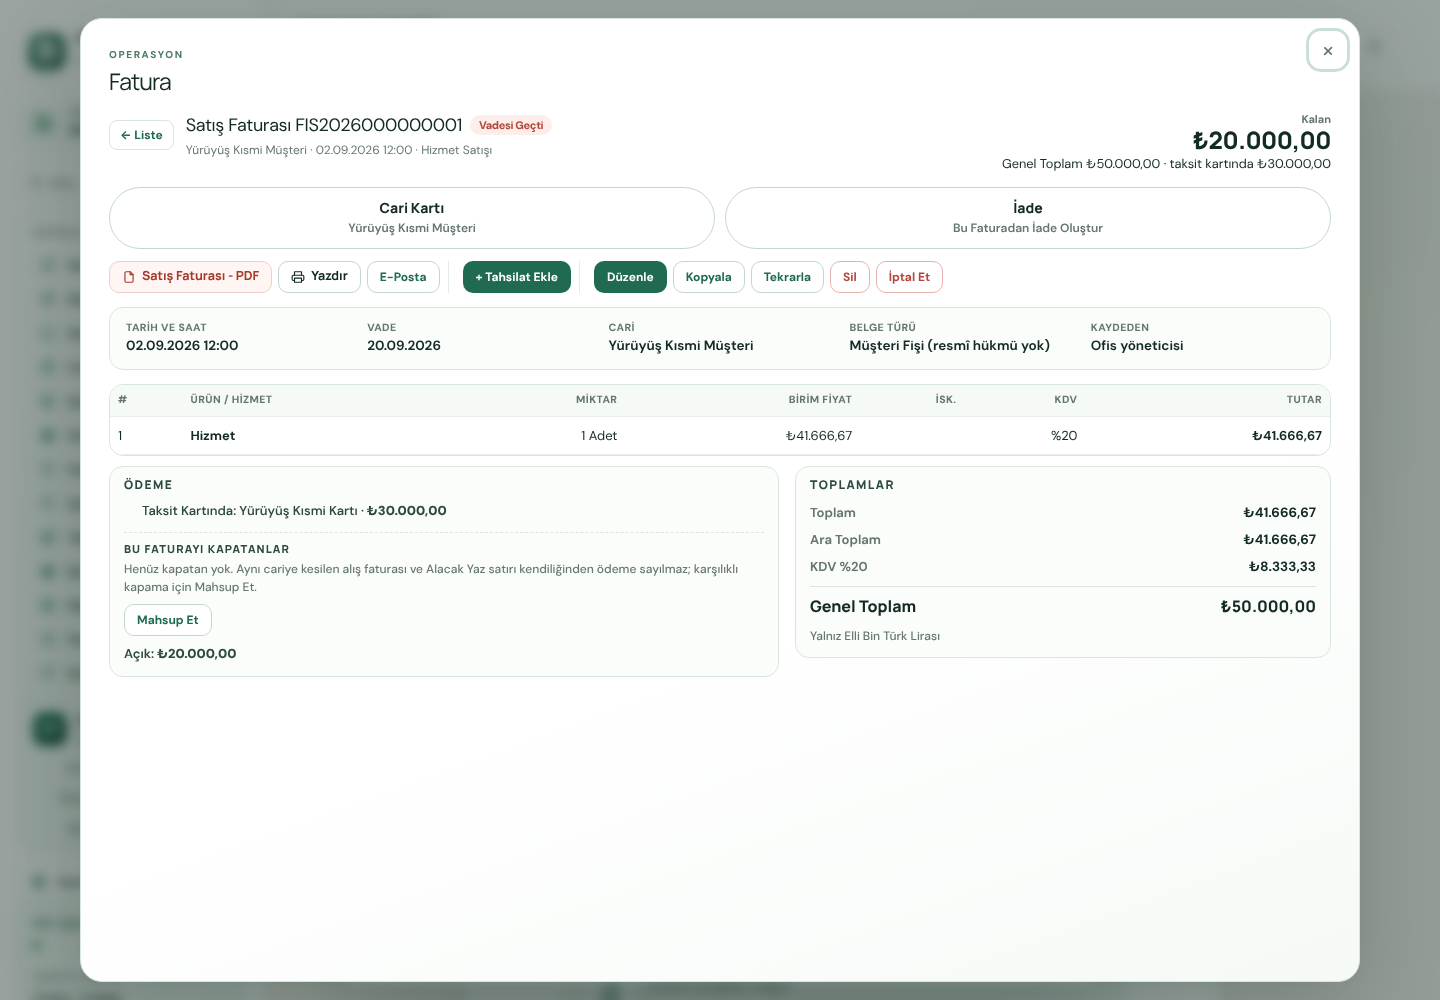 OPERASYON
Fatura
← Liste
Satış Faturası FIS2026000000001
Vadesi Geçti
Yürüyüş Kısmi Müşteri · 02.09.2026 12:00 · Hizmet Satışı
Kalan
₺20.000,00
Genel Toplam ₺50.000,00 · taksit kartında ₺30.000,00
Cari Kartı
Yürüyüş Kısmi Müşteri
İade
Bu Faturadan İade Oluştur
Satış Faturası - PDF
Yazdır
E-Posta
+ Tahsilat Ekle
Düzenle
Kopyala
Tekrarla
Sil
İptal Et
TARİH VE SAAT
02.09.2026 12:00
VADE
20.09.2026
CARİ
Yürüyüş Kısmi Müşteri
BELGE TÜRÜ
Müşteri Fişi (resmî hükmü yok)
KAYDEDEN
Ofis yöneticisi
# ÜRÜN / HİZMET MİKTAR BİRİM FİYAT İSK. KDV TUTAR
1 Hizmet 1 Adet ₺41.666,67 %20 ₺41.666,67
ÖDEME
Taksit Kartında: Yürüyüş Kısmi Kartı · ₺30.000,00
BU FATURAYI KAPATANLAR
Henüz kapatan yok. Aynı cariye kesilen alış faturası ve Alacak Yaz satırı kendiliğinden ödeme sayılmaz; karşılıklı
kapama için Mahsup Et.
Mahsup Et
Açık: ₺20.000,00
TOPLAMLAR
Toplam ₺41.666,67
Ara Toplam ₺41.666,67
KDV %20 ₺8.333,33
Genel Toplam ₺50.000,00
Yalnız Elli Bin Türk Lirası